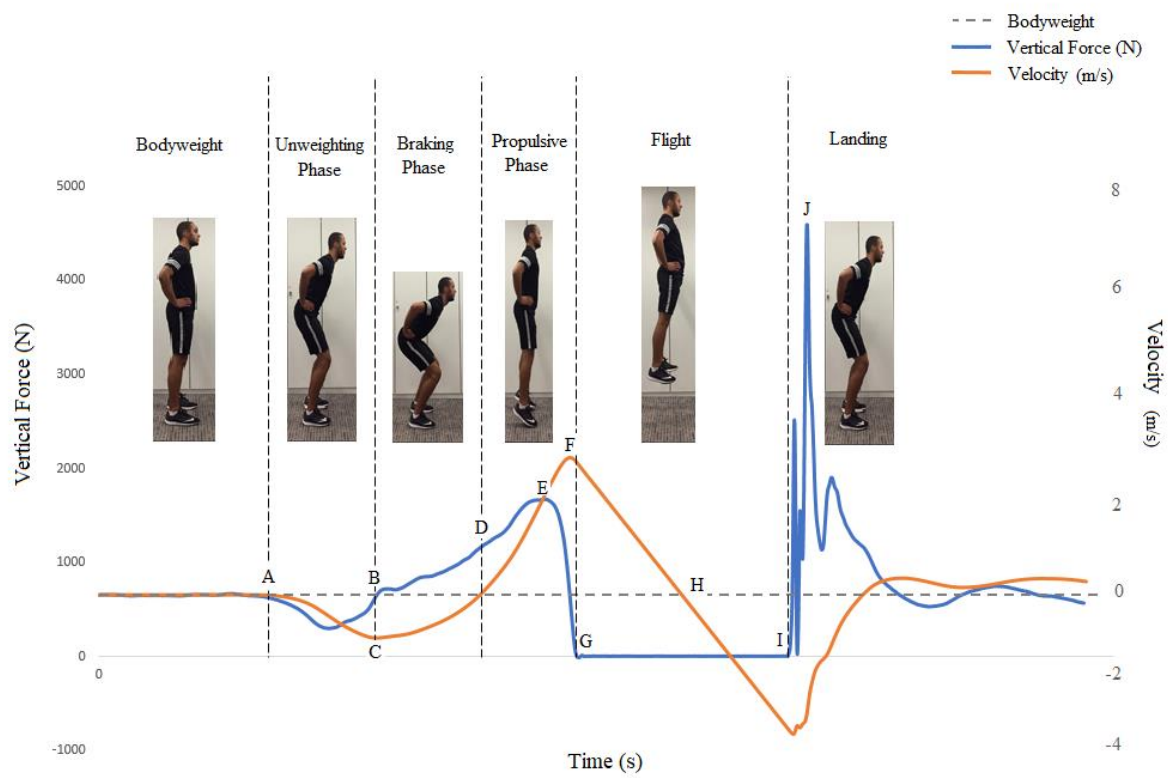 Bodyweight
Vertical Force (N)
Velocity (m/s)
Bodyweight
Unweighting
Phase
Braking
Phase
Propulsive
Phase
Flight
Landing
5000
4000
3000
2000
1000
0
-1000
Vertical Force (N)
8
6
4
2
0
-2
-4
Velocity (m/s)
A
B
C
D
E
F
G
H
I
J
0
Time (s)